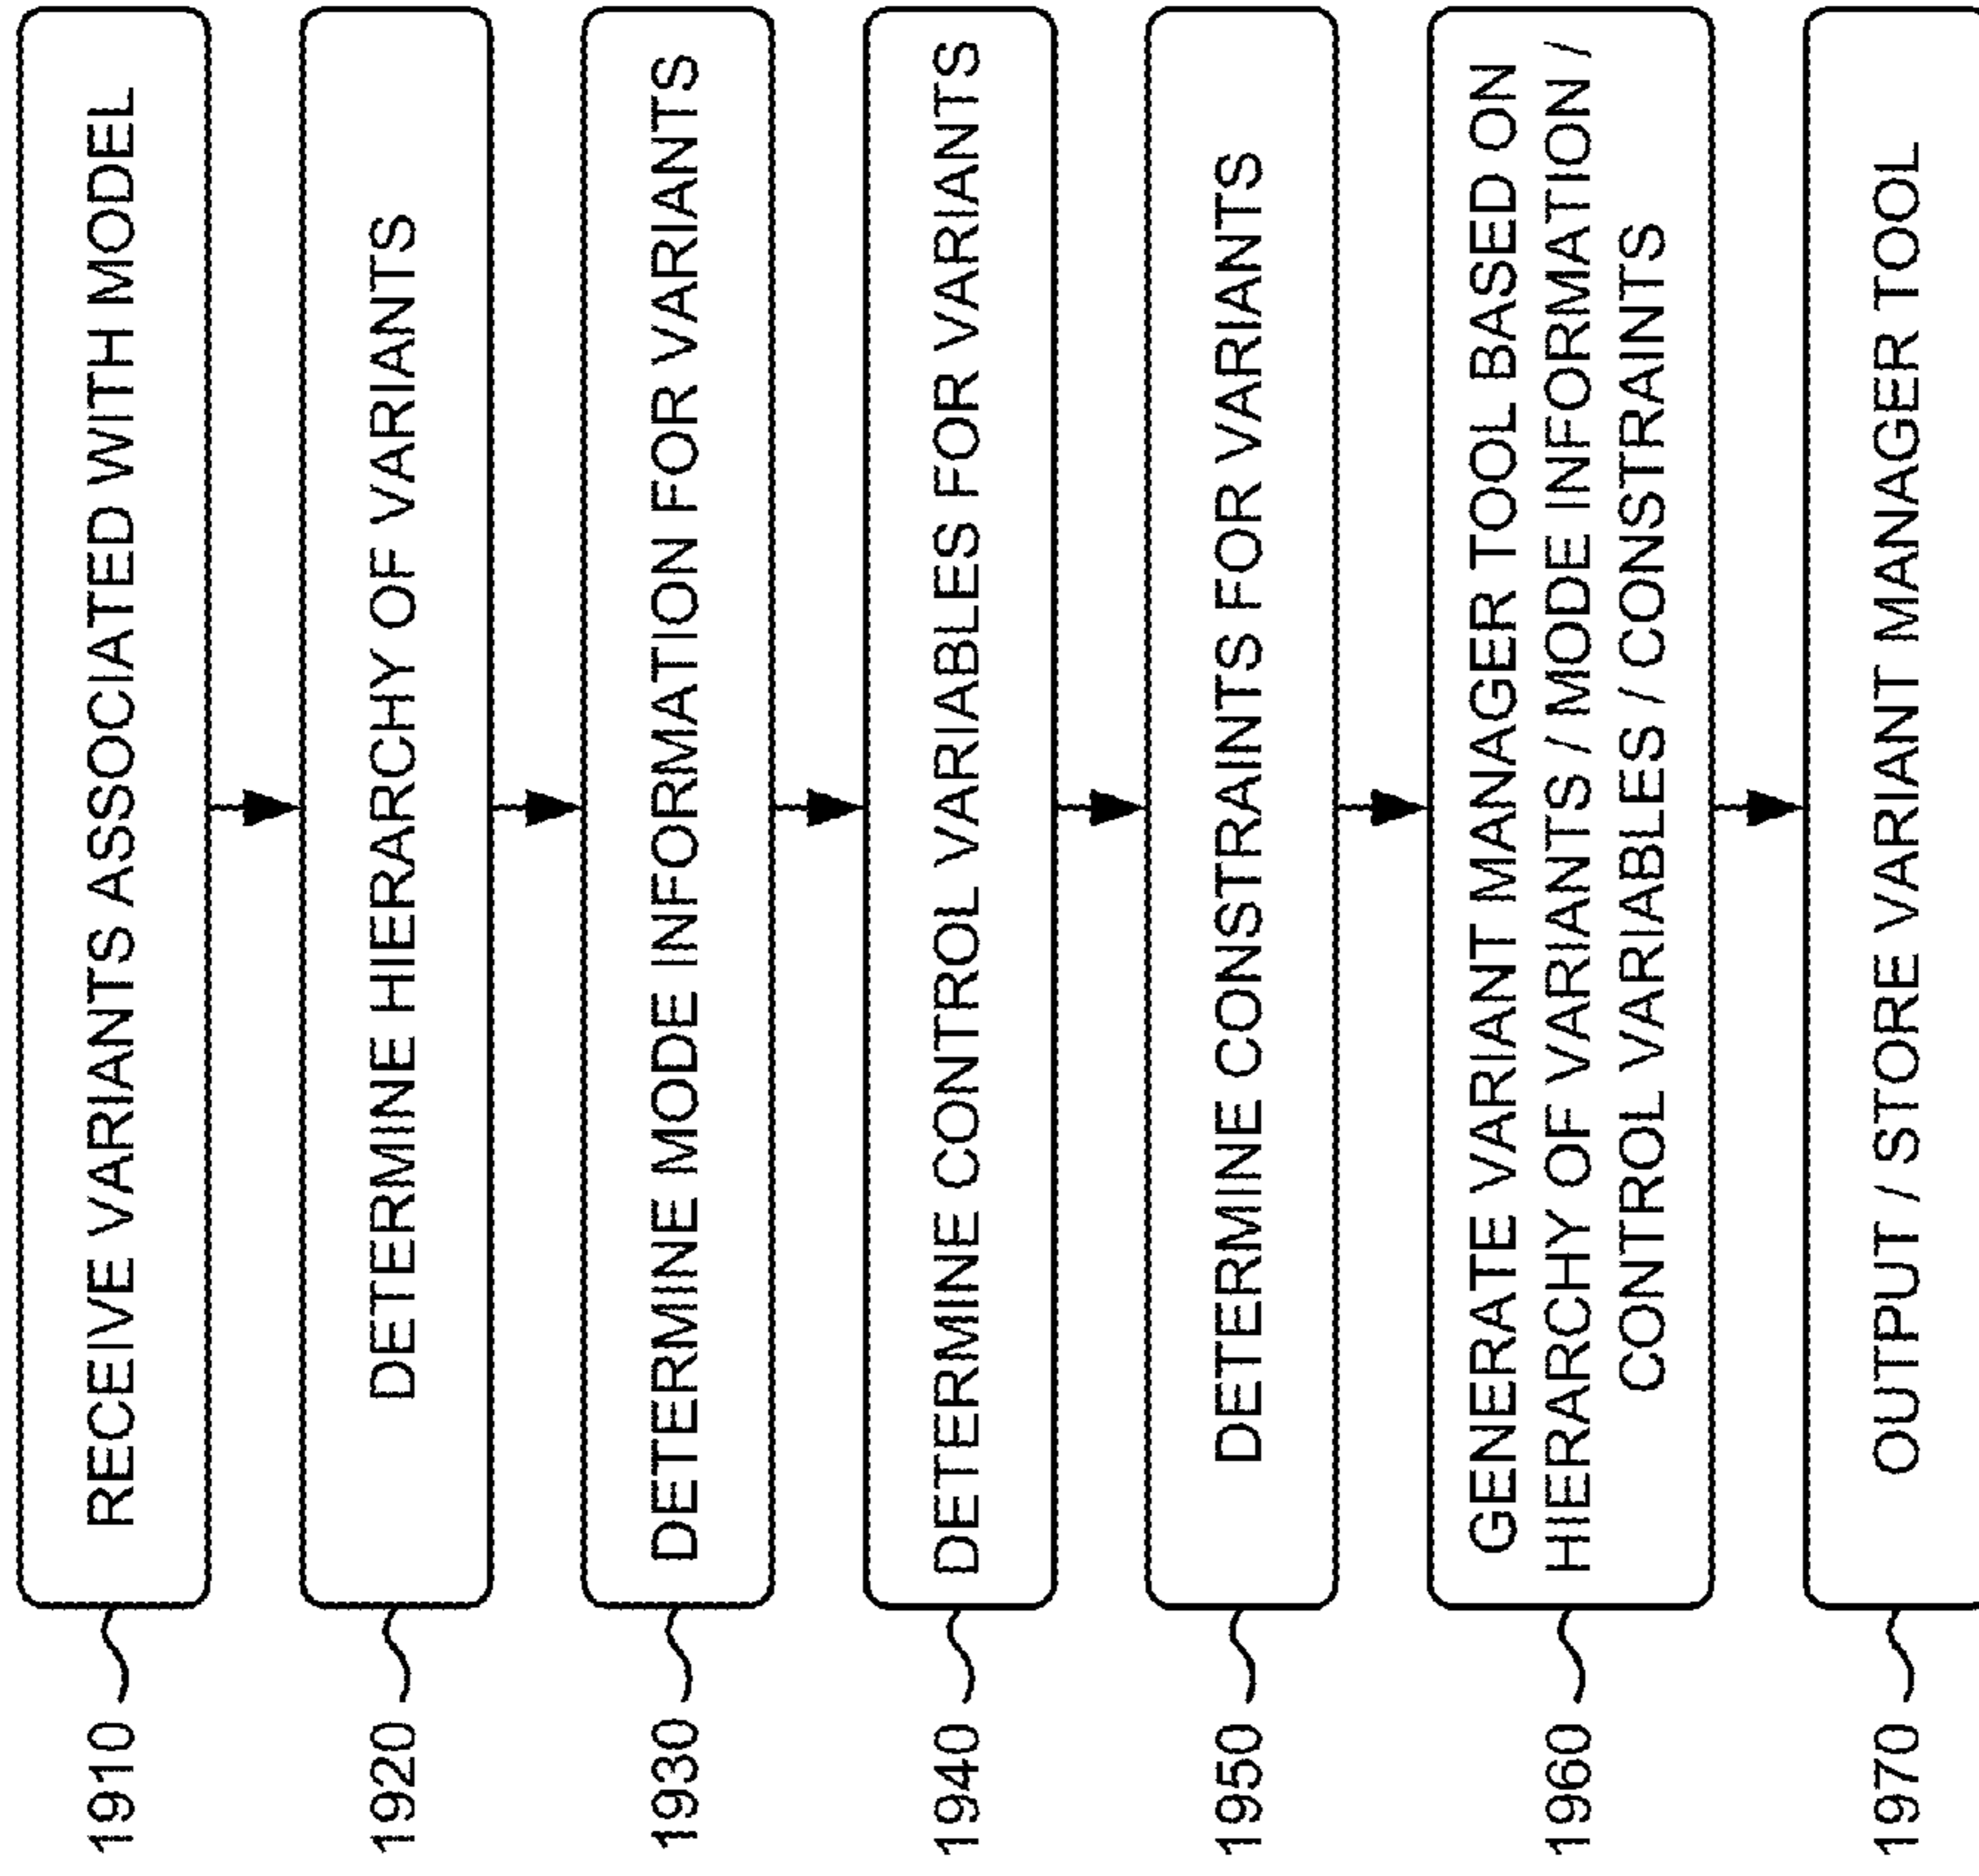 1910
RECEIVE VARIANTS ASSOCIATED WITH MODEL
1920
DETERMINE HIERARCHY OF VARIANTS
1930
DETERMINE MODE INFORMATION FOR VARIANTS
1940
DETERMINE CONTROL VARIABLES FOR VARIANTS
1950
DETERMINE CONSTRAINTS FOR VARIANTS
1960
GENERATE VARIANT MANAGER TOOL BASED ON
HIERARCHY OF VARIANTS / MODE INFORMATION /
CONTROL VARIABLES / CONSTRAINTS
1970
OUTPUT / STORE VARIANT MANAGER TOOL